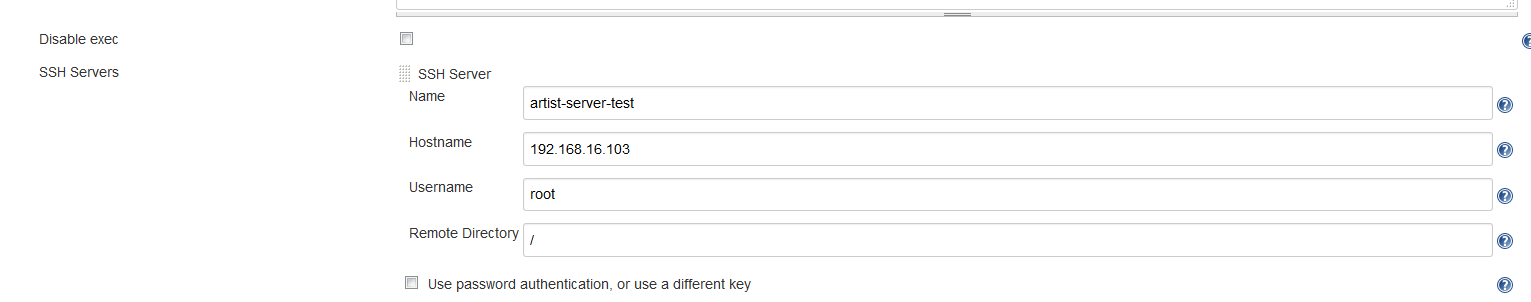 Disable exec
SSH Servers
SSH Server
Name
artist-server-test
Hostname
192.168.16.103
Username
root
Remote Directory
/
Use password authentication, or use a different key